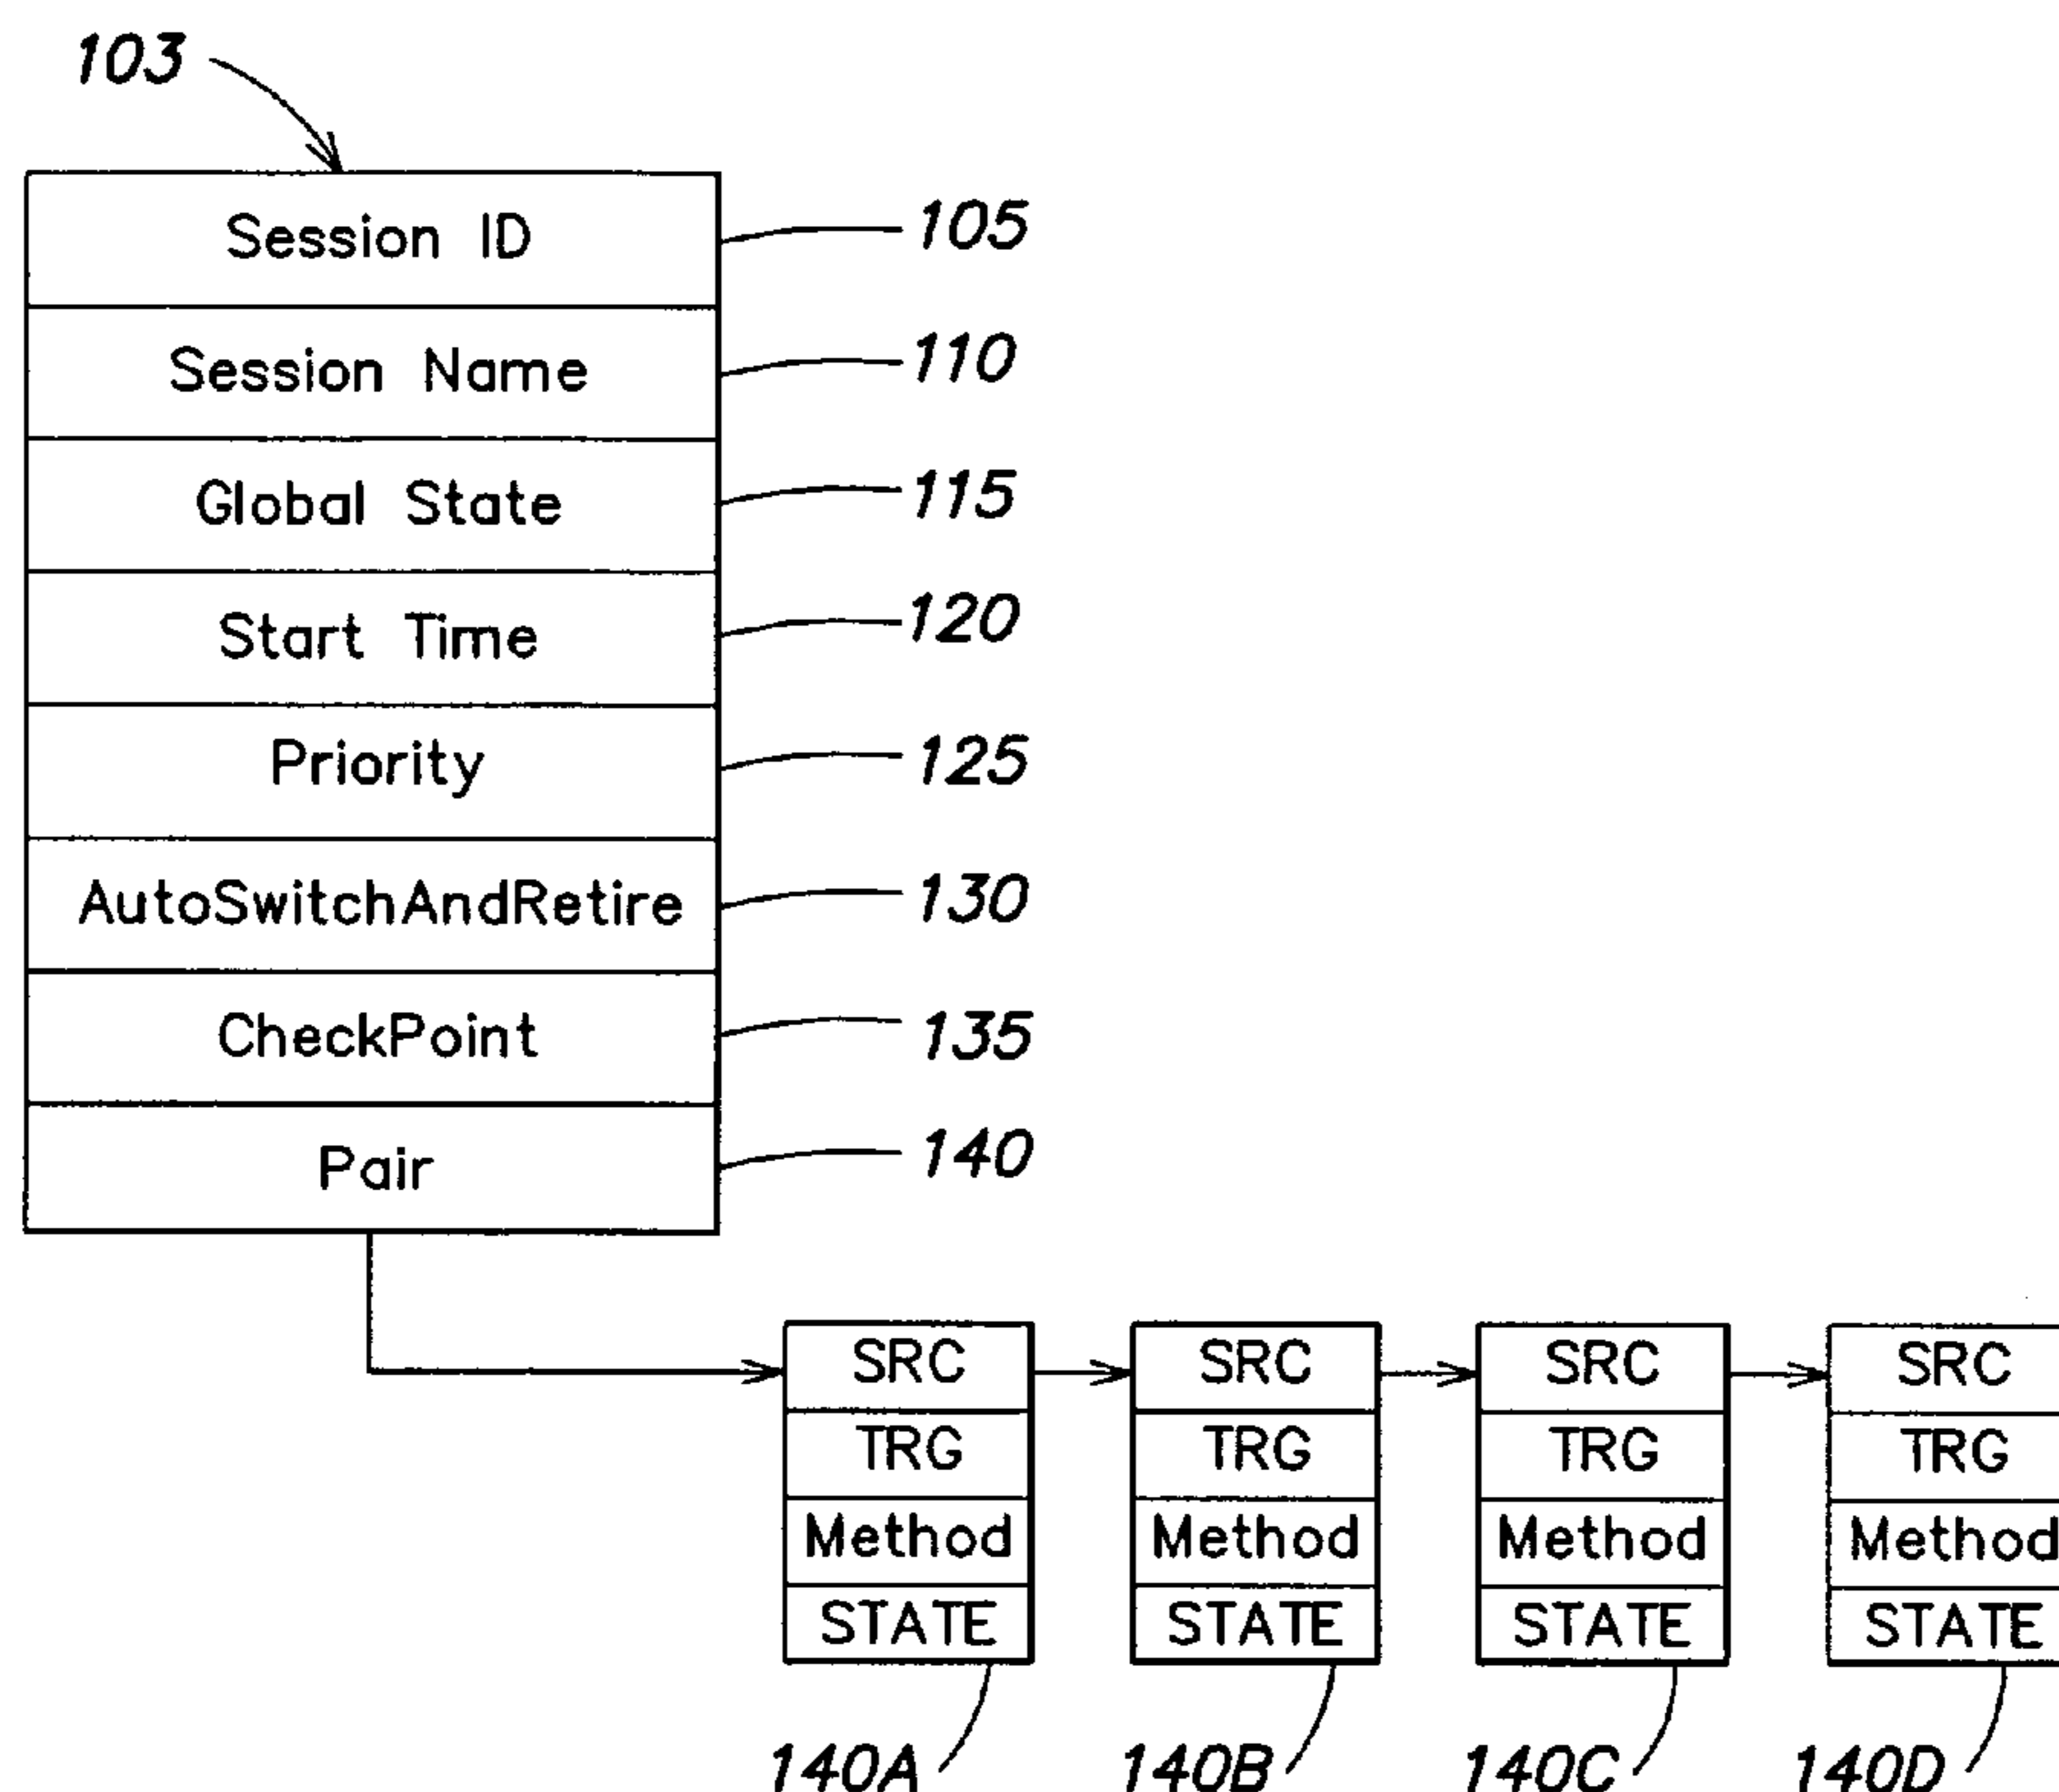 103
Session ID 105
Session Name 110
Global State 115
Start Time 120
Priority 125
AutoSwitchAndRetire 130
CheckPoint 135
Pair 140
SRC SRC SRC SRC
TRG TRG TRG TRG
Method Method Method Method
STATE STATE STATE STATE
140A 140B 140C 140D